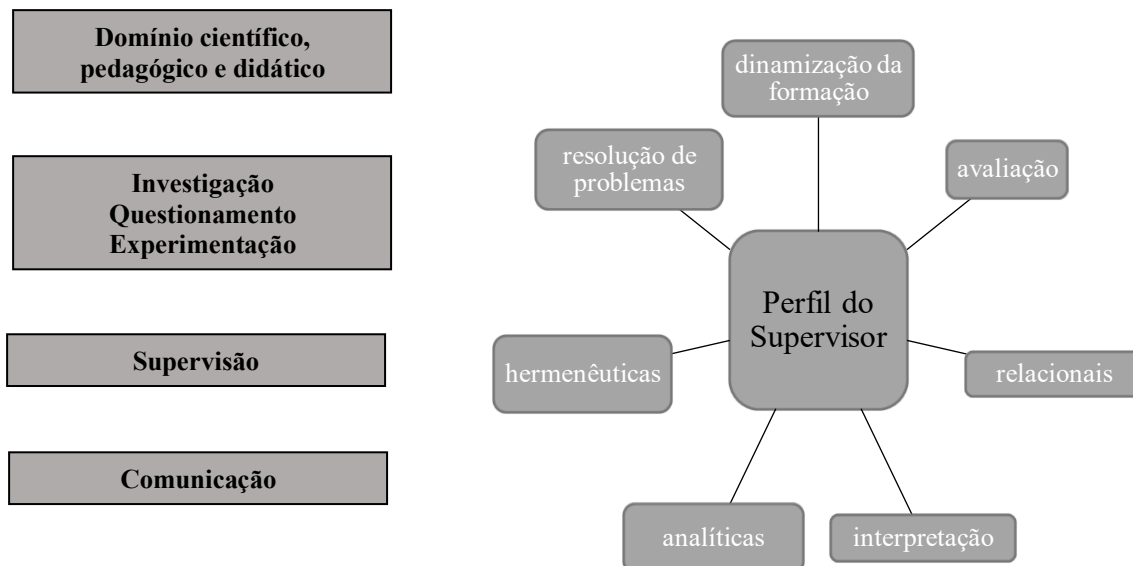 Domínio científico,
pedagógico e didático
Investigação
Questionamento
Experimentação
Supervisão
Comunicação
dinamização da
formação
resolução de
problemas
avaliação
Perfil do
Supervisor
hermenêuticas
relacionais
analíticas
interpretação